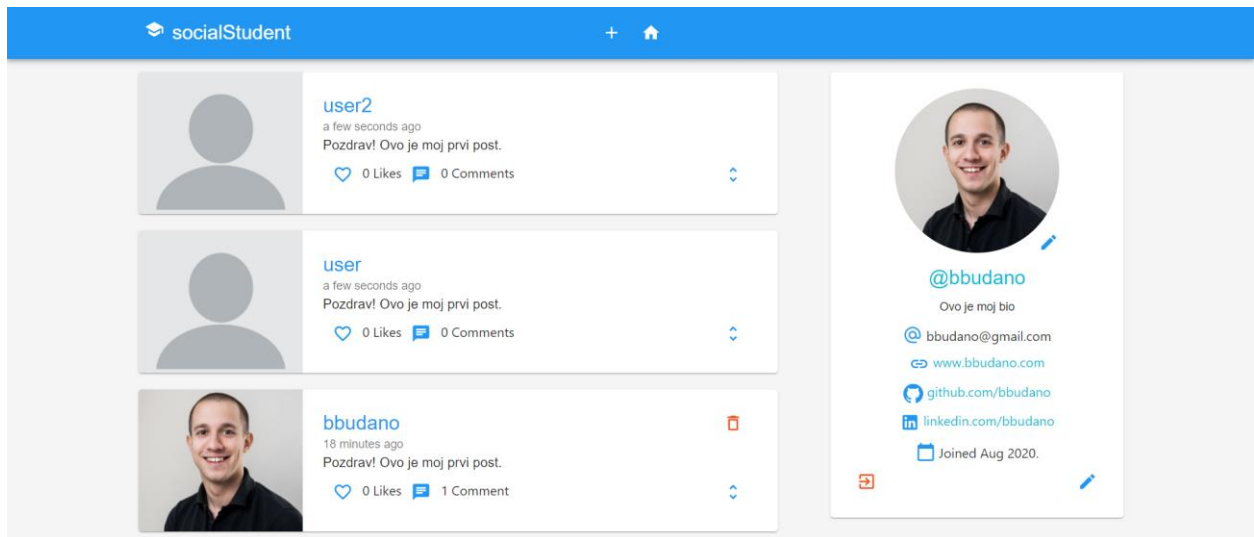 socialStudent
user2
a few seconds ago
Pozdrav! Ovo je moj prvi post.
0 Likes 0 Comments
user
a few seconds ago
Pozdrav! Ovo je moj prvi post.
0 Likes 0 Comments
bbudano
18 minutes ago
Pozdrav! Ovo je moj prvi post.
0 Likes 1 Comment
@bbudano
Ovo je moj bio
bbudano@gmail.com
www.bbudano.com
github.com/bbudano
linkedin.com/bbudano
Joined Aug 2020.